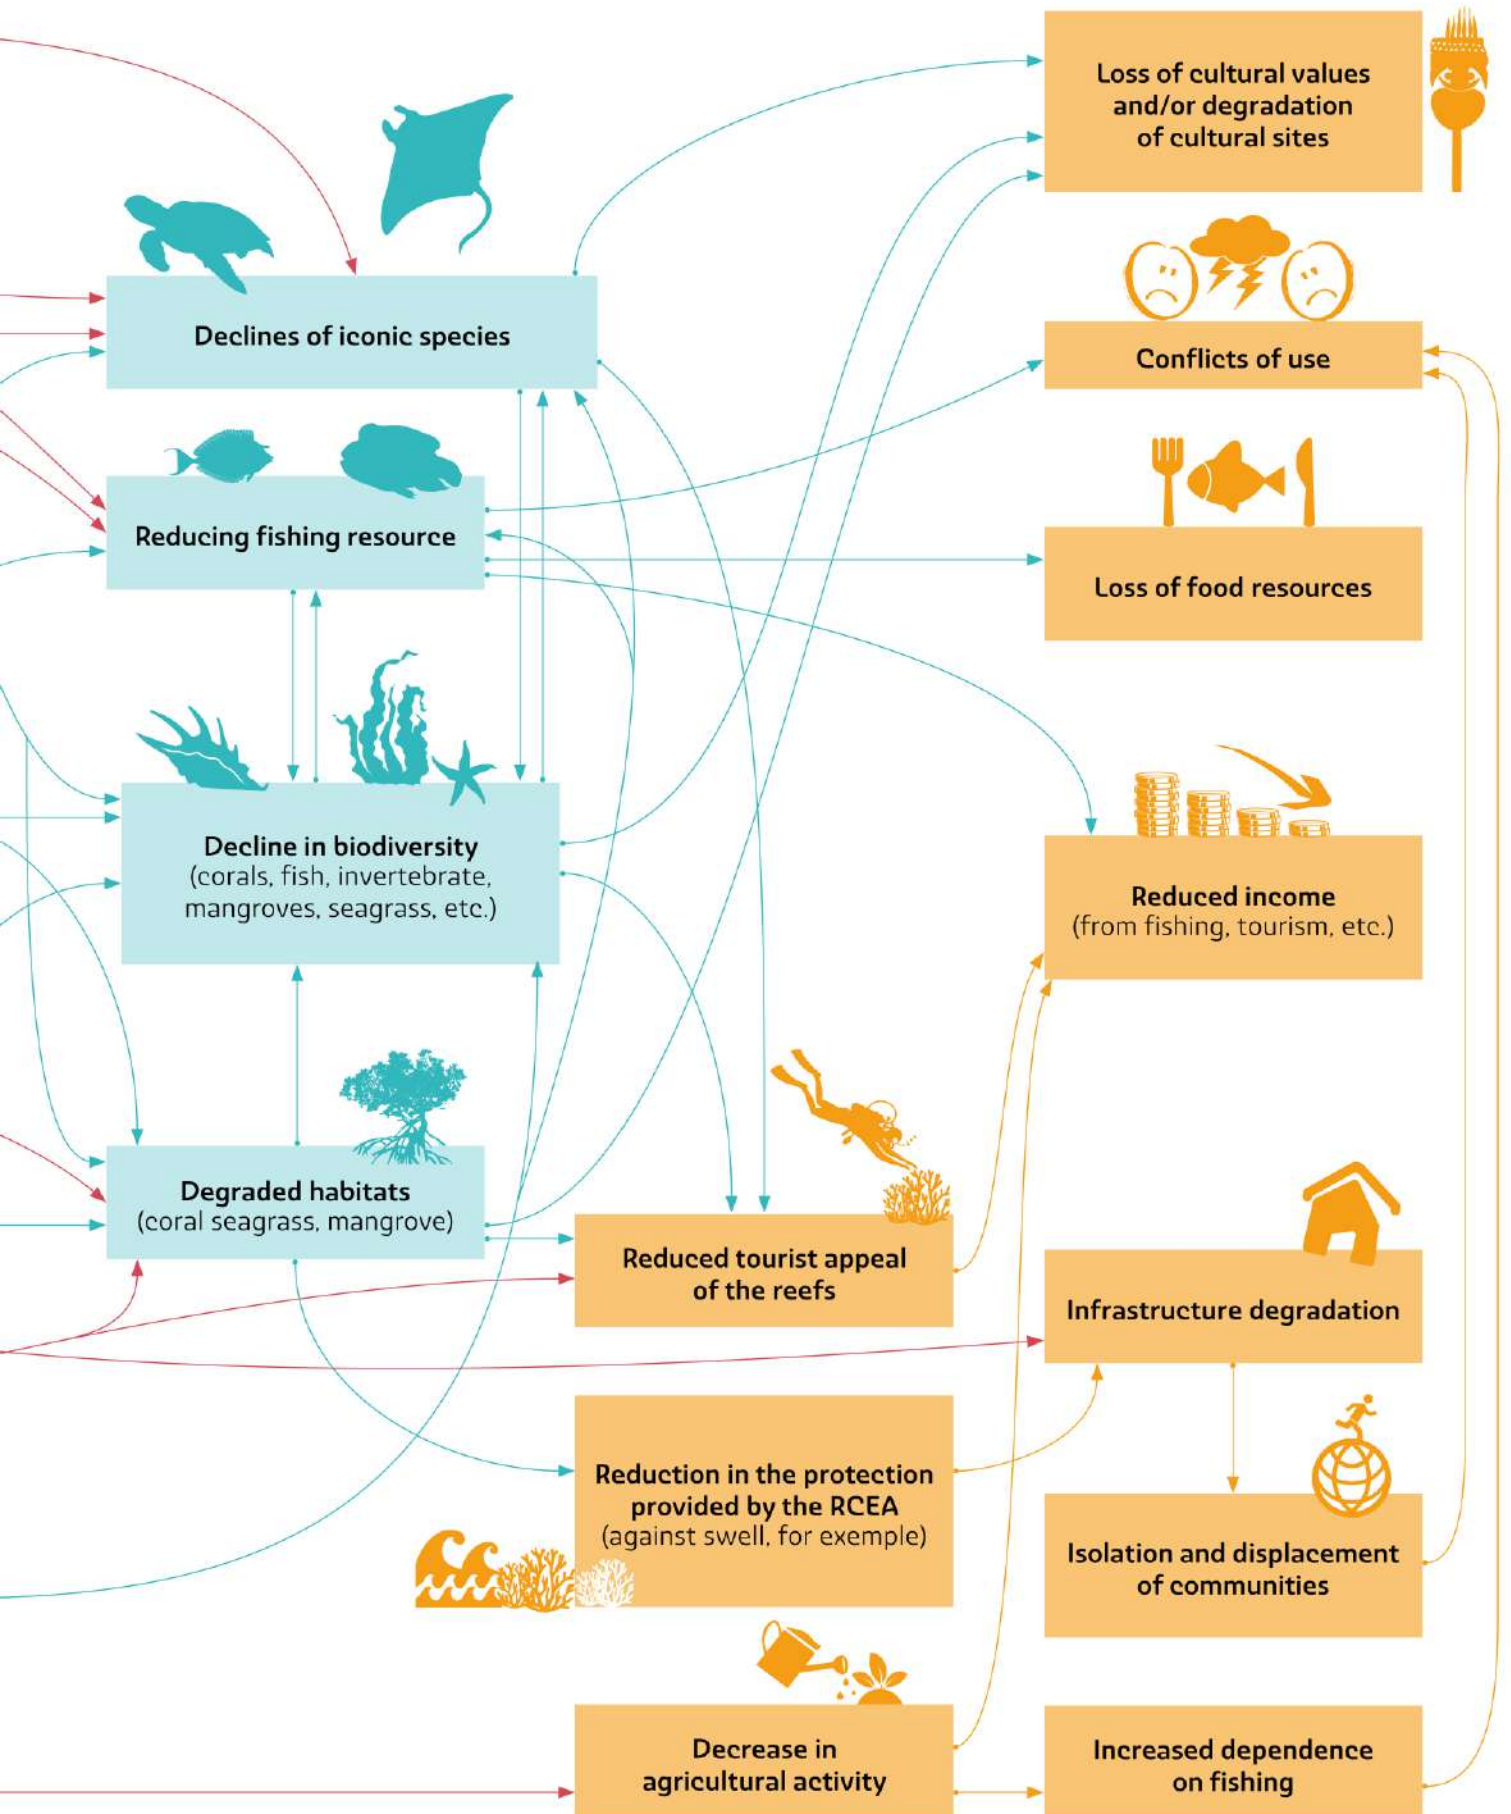 Loss of cultural values
and/or degradation
of cultural sites
Declines of iconic species
Conflicts of use
Reducing fishing resource
Loss of food resources
Decline in biodiversity
(corals, fish, invertebrate,
mangroves, seagrass, etc.)
Reduced income
(from fishing, tourism, etc.)
Degraded habitats
(coral seagrass, mangrove)
Reduced tourist appeal
of the reefs
Infrastructure degradation
Reduction in the protection
provided by the RCEA
(against swell, for exemple)
Isolation and displacement
of communities
Decrease in
agricultural activity
Increased dependence
on fishing